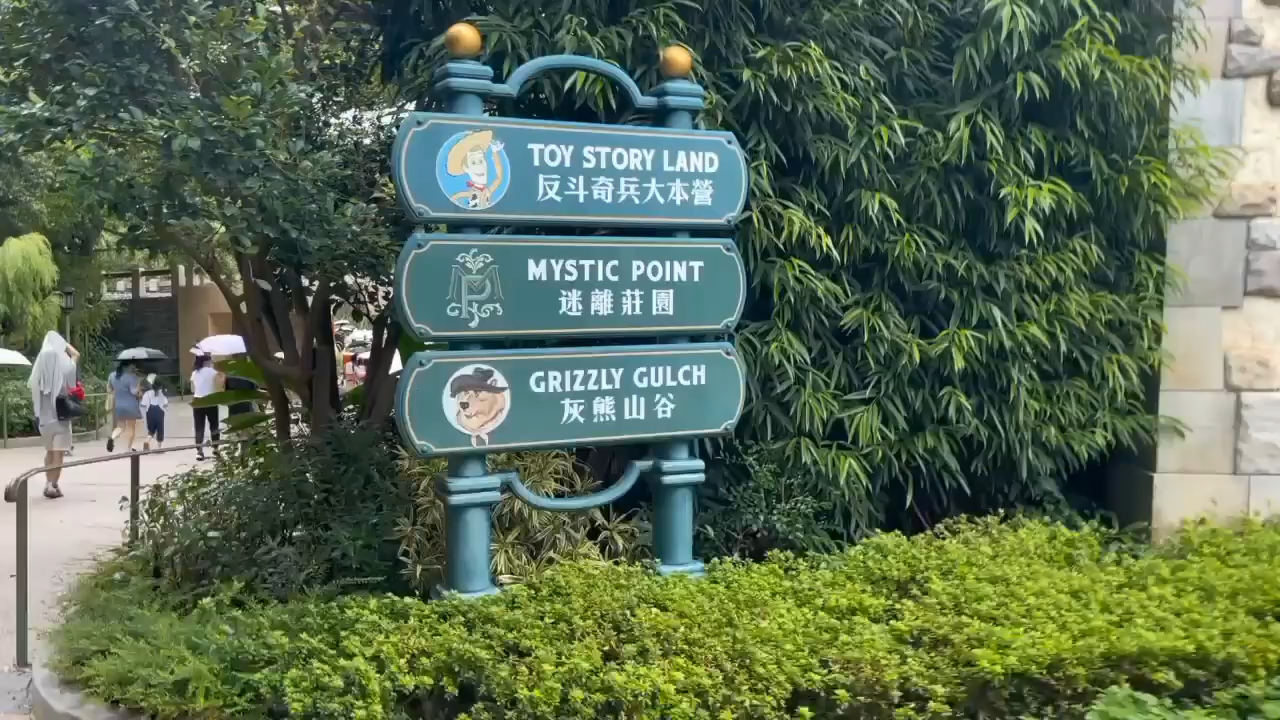 TOY STORY LAND
反斗奇兵大本營
MP
MYSTIC POINT
迷離莊園
GRIZZLY GULCH
灰熊山谷